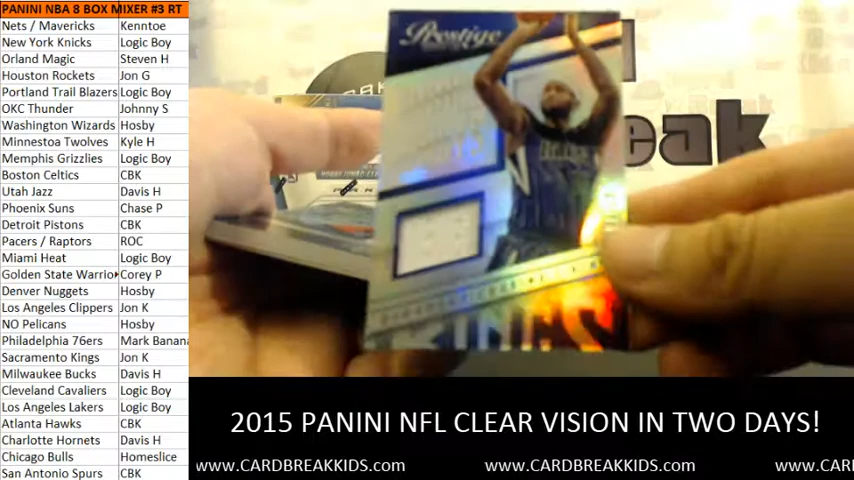 PANINI NBA 8 BOX MIXER #3 RT
Nets / Mavericks Kenntoe
New York Knicks Logic Boy
Orland Magic Steven H
Houston Rockets Jon G
Portland Trail Blazers Logic Boy
OKC Thunder Johnny S
Washington Wizards Hosby
Minnestoa Twolves Kyle H
Memphis Grizzlies Logic Boy
Boston Celtics CBK
Utah Jazz Davis H
Phoenix Suns Chase P
Detroit Pistons CBK
Pacers / Raptors ROC
Miami Heat Logic Boy
Golden State Warrio Corey P
Denver Nuggets Hosby
Los Angeles Clippers Jon K
NO Pelicans Hosby
Philadelphia 76ers Mark Banana
Sacramento Kings Jon K
Milwaukee Bucks Davis H
Cleveland Cavaliers Logic Boy
Los Angeles Lakers Logic Boy
Atlanta Hawks CBK
Charlotte Hornets Davis H
Chicago Bulls Homeslice
San Antonio Spurs CBK
Prestige
eak
KINGS
2015 PANINI NFL CLEAR VISION IN TWO DAYS!
www.CARDBREAKKIDS.com www.CARDBREAKKIDS.com www.CA